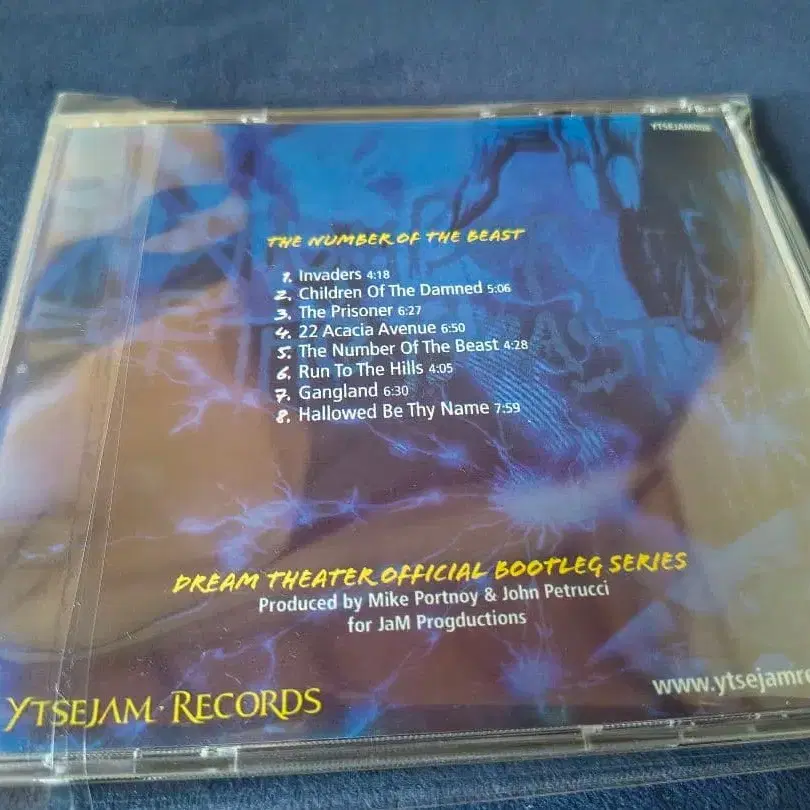 THE NUMBER OF THE BEAST
1. Invaders 4:18
2. Children Of The Damned 5:06
3. The Prisoner 6:27
4. 22 Acacia Avenue 6:50
5. The Number Of The Beast 4:28
6. Run To The Hills 4:05
7. Gangland 6:30
8. Hallowed Be Thy Name 7:59
DREAM THEATER OFFICIAL BOOTLEG SERIES
Produced by Mike Portnoy & John Petrucci
for JaM Progductions
YTSEJAM · RECORDS
www.ytsejamre